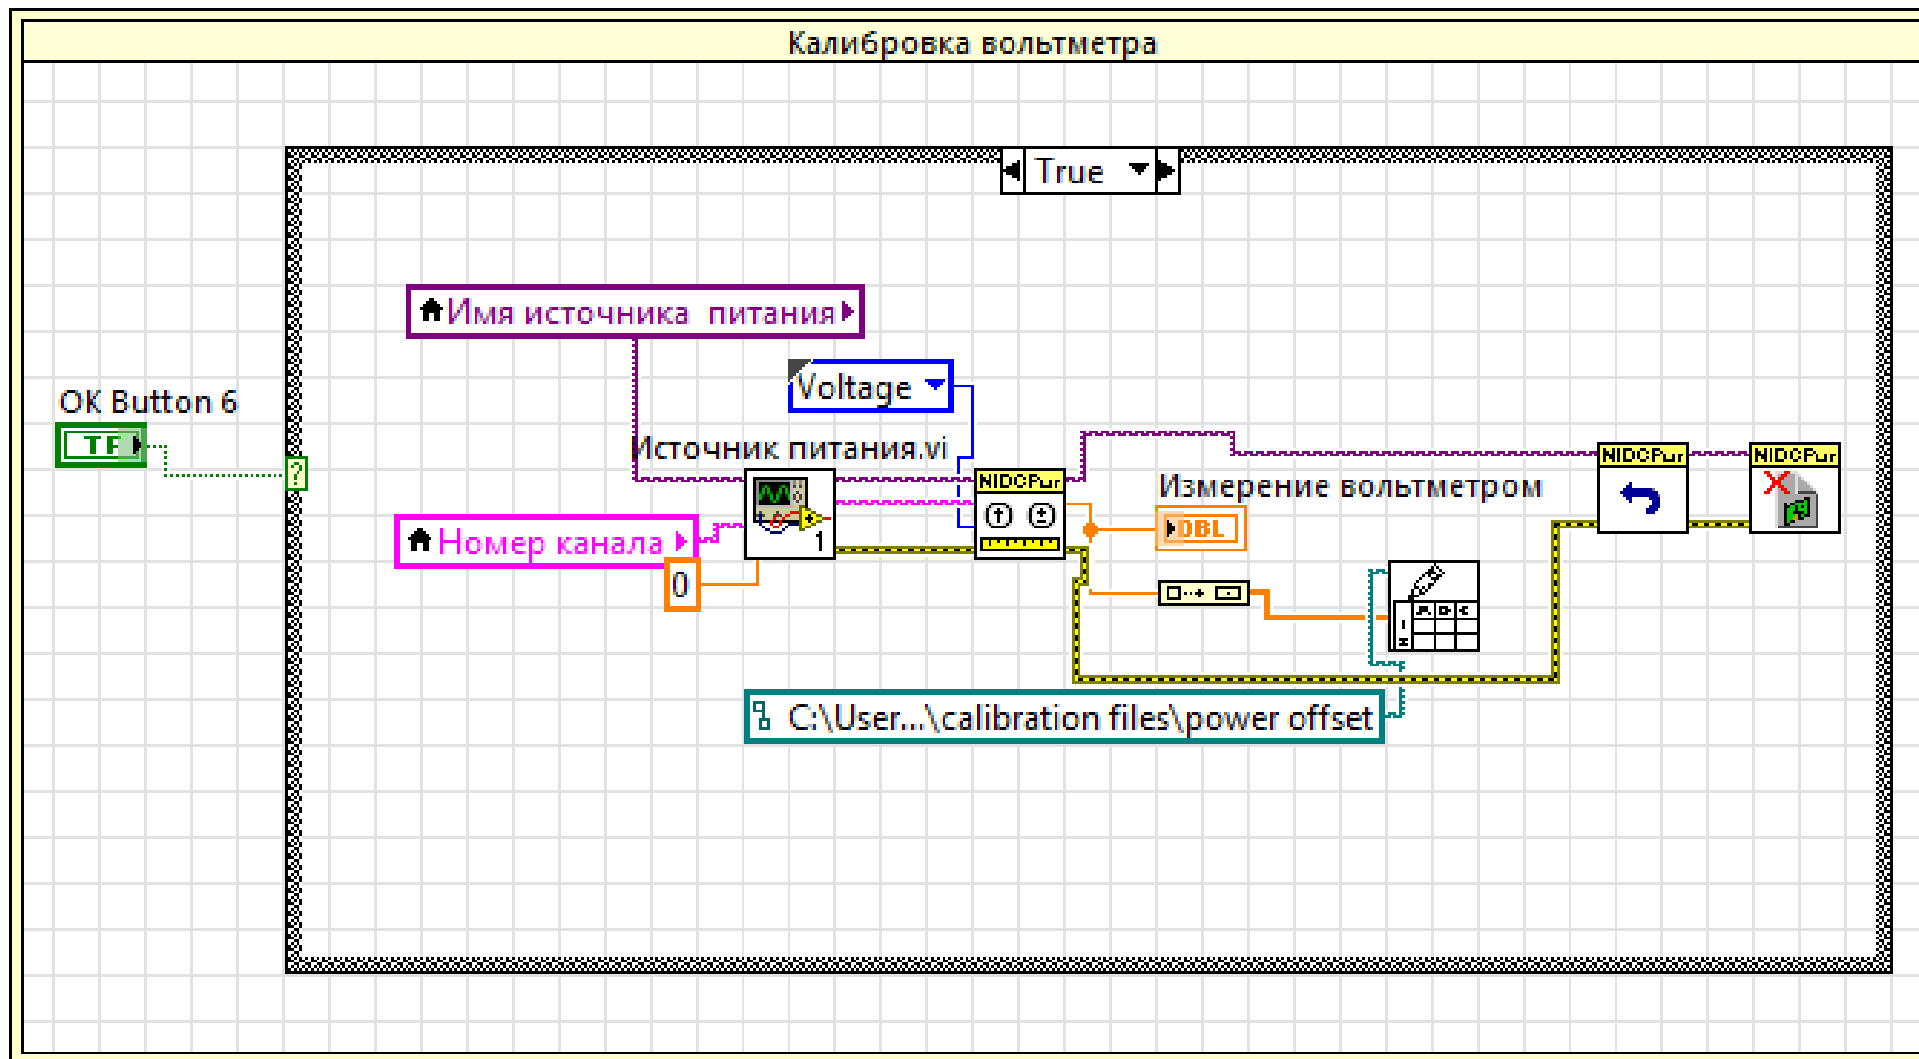 Калибровка вольтметра
True
Имя источника  питания
Voltage
OK Button 6
TF
Источник питания.vi
NIDCPwr
NIDCPwr
NIDCPwr
?
Измерение вольтметром
DBL
1
Номер канала
0
C:\User...\calibration files\power offset